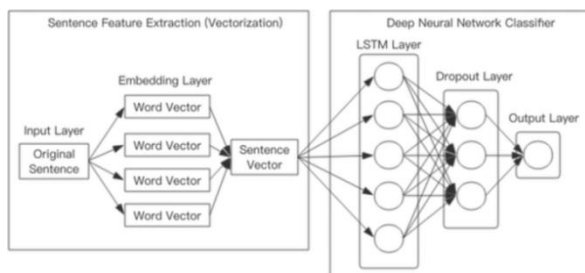 Sentence Feature Extraction (Vectorization)
Deep Neural Network Classifier
LSTM Layer
Embedding Layer
Dropout Layer
Word Vector
Output Layer
Input Layer
Original
Sentence
Word Vector
Sentence
Vector
Word Vector
Word Vector